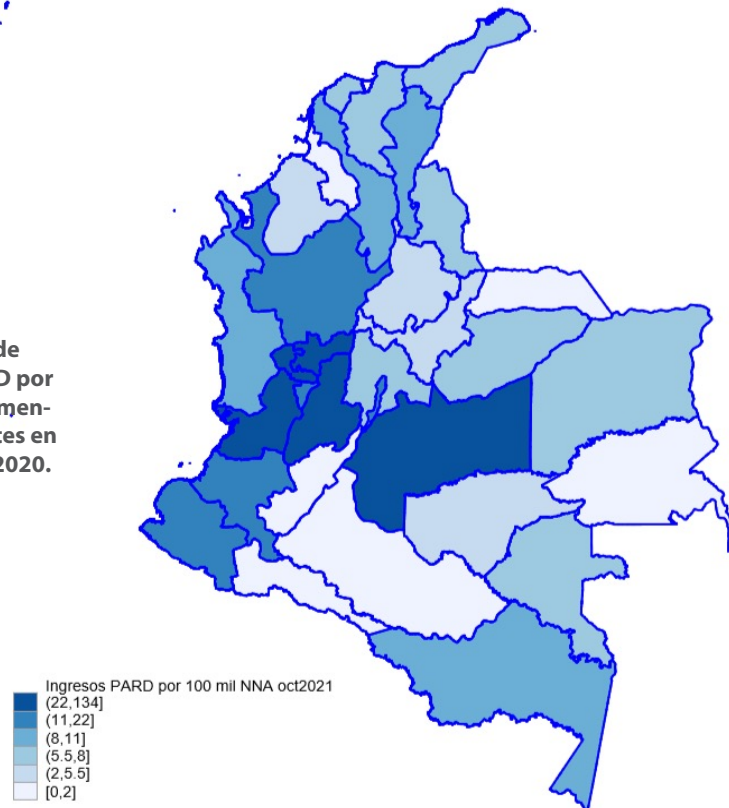 de
D por
men-
tes en
2020.
Ingresos PARD por 100 mil NNA oct2021
(22,134]
(11,22]
(8,11]
(5.5,8]
(2,5.5]
[0,2]